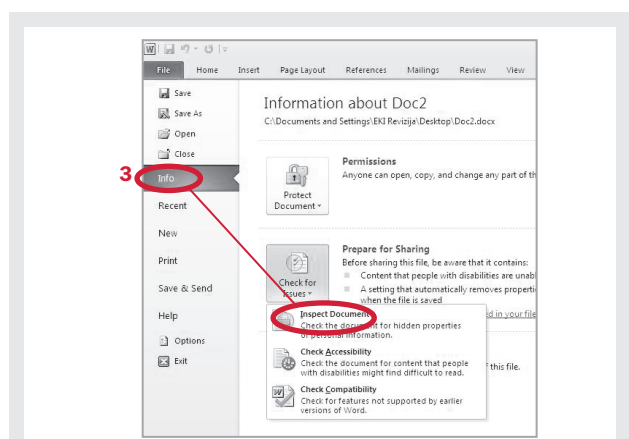 W
File Home Insert Page Layout References Mailings Review View
Save
Save As
Open
Close
3
Info
Recent
New
Print
Save & Send
Help
Options
Exit
Information about Doc2
C:\Documents and Settings\EKI Revizija\Desktop\Doc2.docx
Protect
Document
Permissions
Anyone can open, copy, and change any part of th
Check for
Issues
Prepare for Sharing
Before sharing this file, be aware that it contains:
Content that people with disabilities are unabl
A setting that automatically removes properti
when the file is saved
ed in your file
Inspect Document
Check the document for hidden properties
or personal information.
Check Accessibility
Check the document for content that people
with disabilities might find difficult to read.
this file.
Check Compatibility
Check for features not supported by earlier
versions of Word.